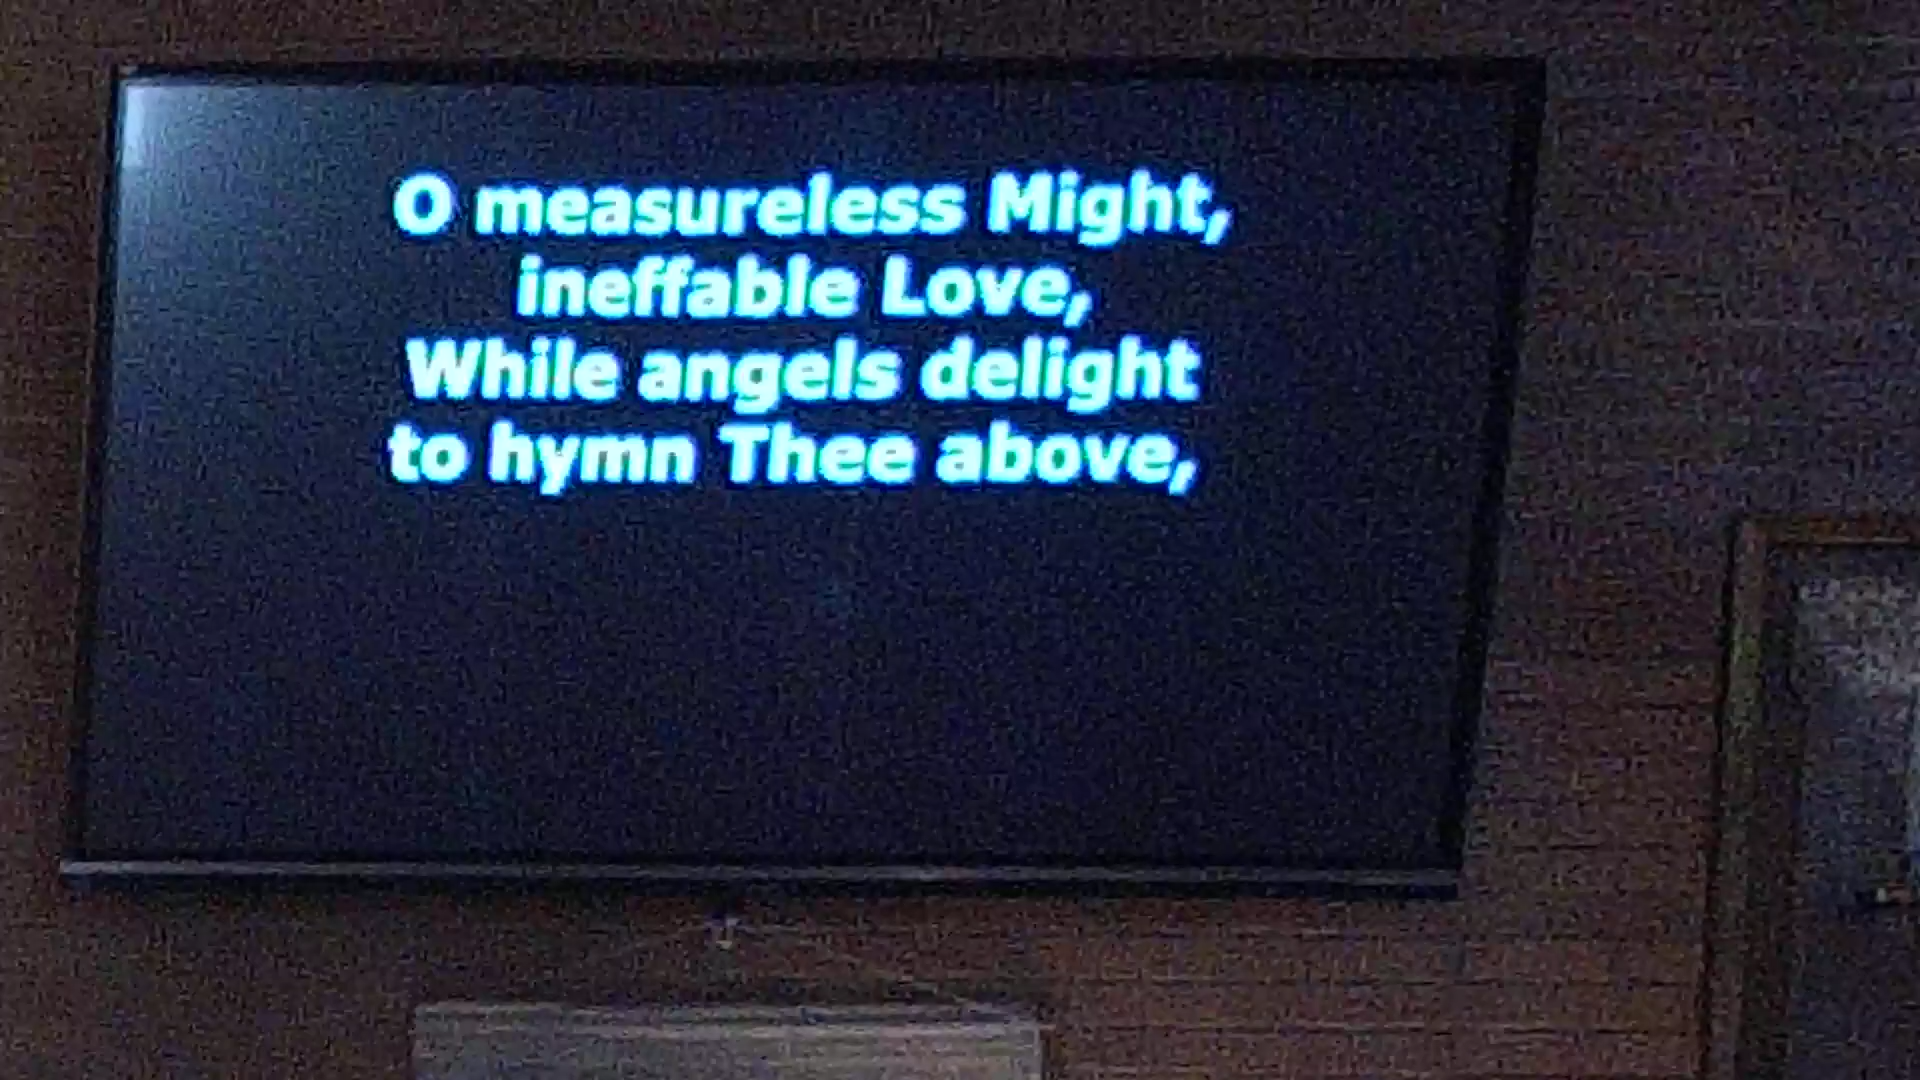 O measureless Might,
ineffable Love,
While angels delight
to hymn Thee above,